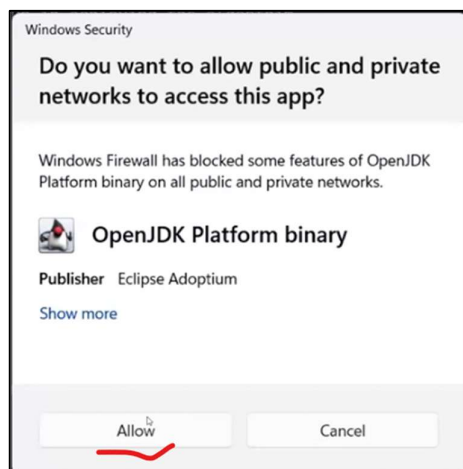 Windows Security
Do you want to allow public and private
networks to access this app?
Windows Firewall has blocked some features of OpenJDK
Platform binary on all public and private networks.
OpenJDK Platform binary
Publisher Eclipse Adoptium
Show more
Allow
Cancel